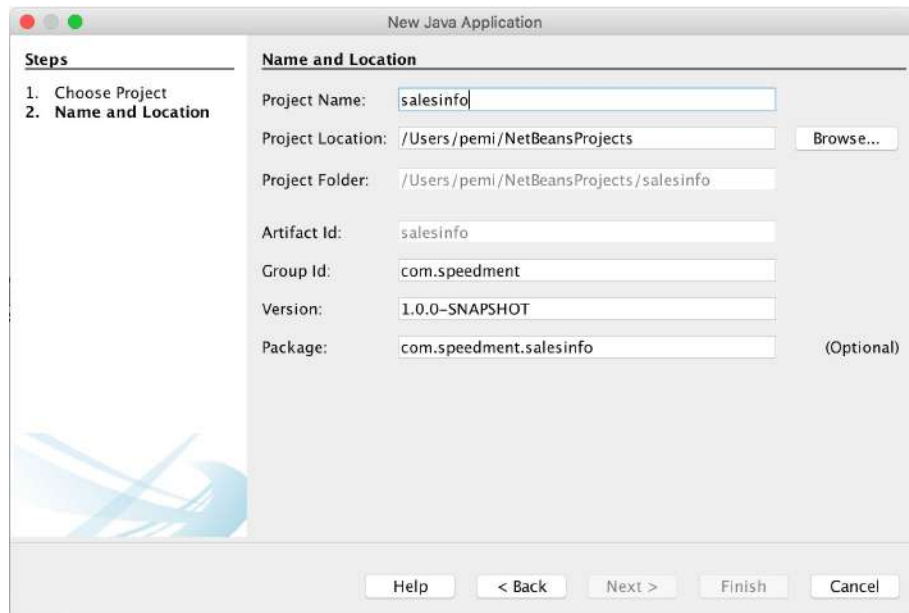 New Java Application
Steps
1. Choose Project
2. Name and Location
Name and Location
Project Name: salesinfo
Project Location: /Users/pemi/NetBeansProjects Browse...
Project Folder: /Users/pemi/NetBeansProjects/salesinfo
Artifact Id: salesinfo
Group Id: com.speedment
Version: 1.0.0-SNAPSHOT
Package: com.speedment.salesinfo (Optional)
Help < Back Next > Finish Cancel